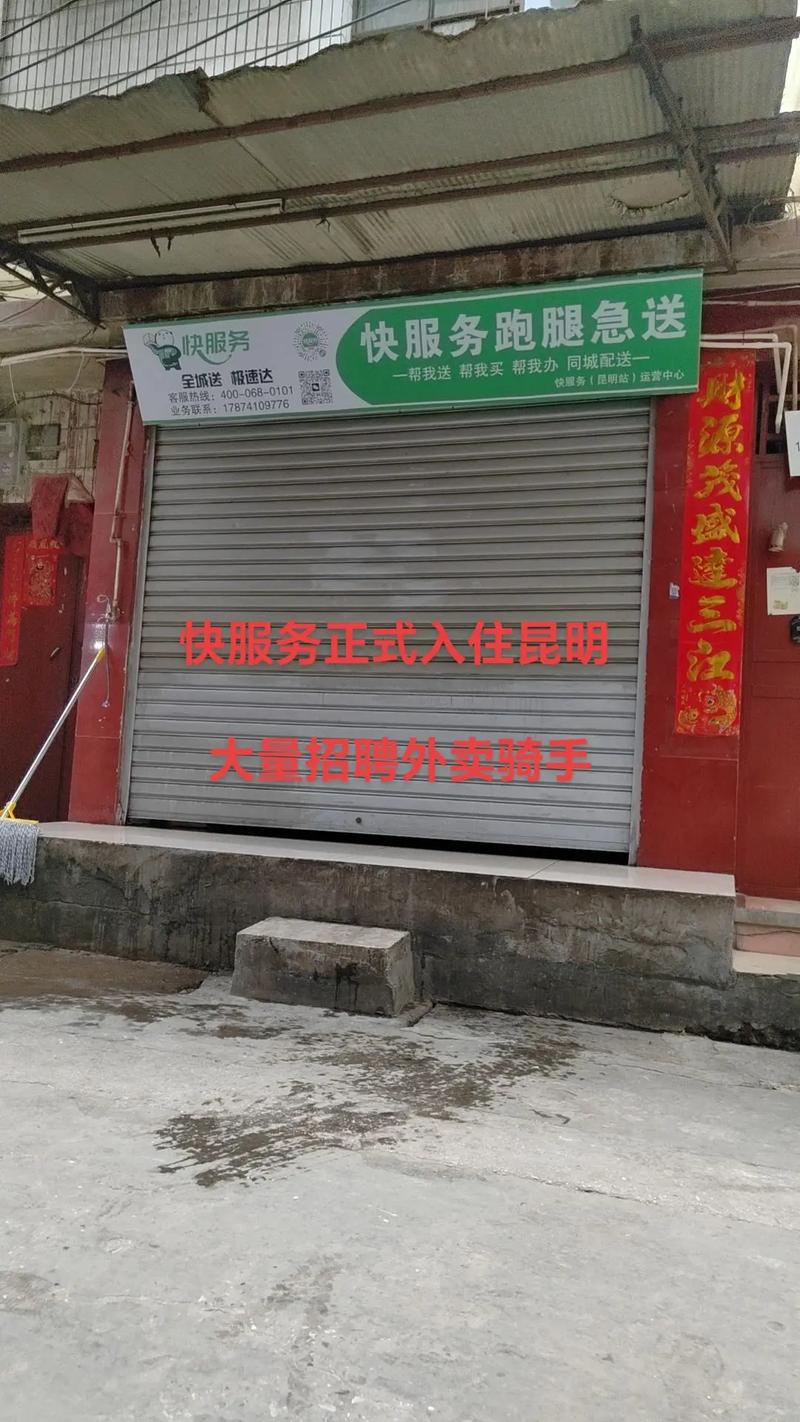 快服务
全城送 极速达
客服热线：400-068-0101
业务联系：17874109776
快服务跑腿急送
—帮我送 帮我买 帮我办 同城配送—
快服务（昆明站）运营中心
财源茂盛达三江
快服务正式入住昆明
大量招聘外卖骑手